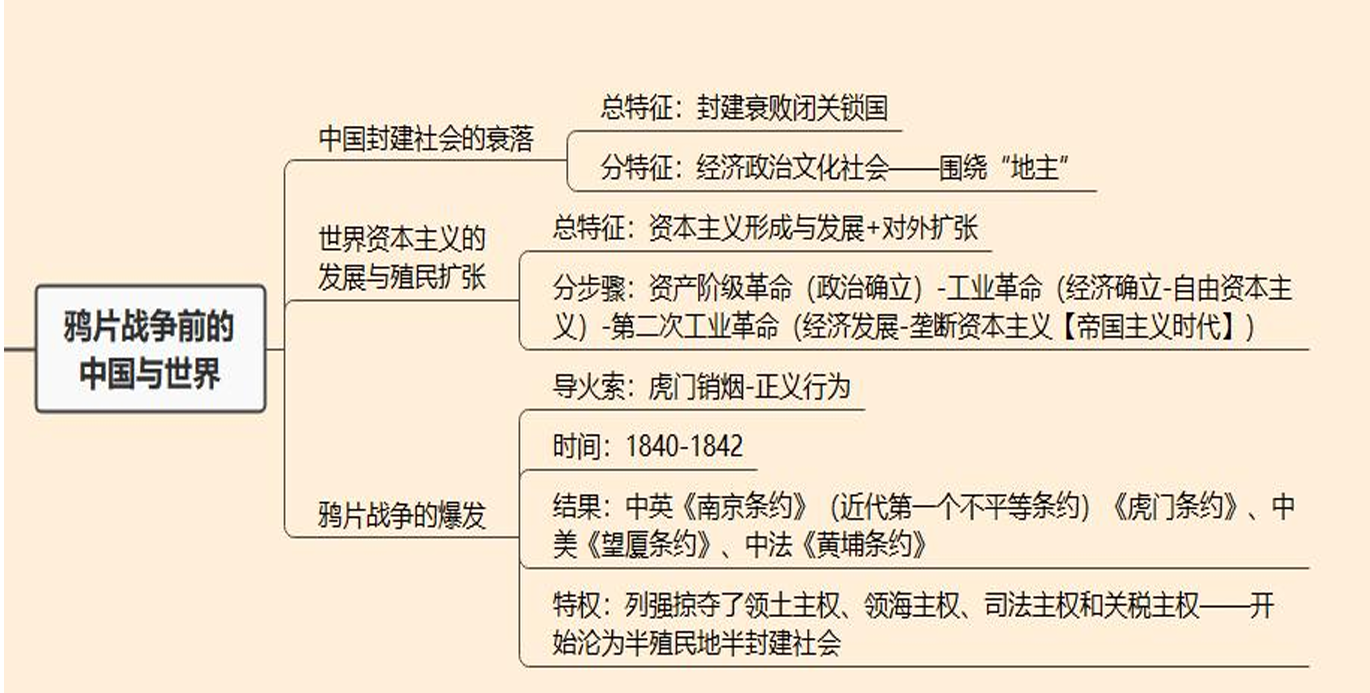 鸦片战争前的
中国与世界
中国封建社会的衰落
总特征：封建衰败闭关锁国
分特征：经济政治文化社会——围绕“地主”
世界资本主义的
发展与殖民扩张
总特征：资本主义形成与发展+对外扩张
分步骤：资产阶级革命（政治确立）-工业革命（经济确立-自由资本主
义）-第二次工业革命（经济发展-垄断资本主义【帝国主义时代】）
鸦片战争的爆发
导火索：虎门销烟-正义行为
时间：1840-1842
结果：中英《南京条约》（近代第一个不平等条约）《虎门条约》、中
美《望厦条约》、中法《黄埔条约》
特权：列强掠夺了领土主权、领海主权、司法主权和关税主权——开
始沦为半殖民地半封建社会